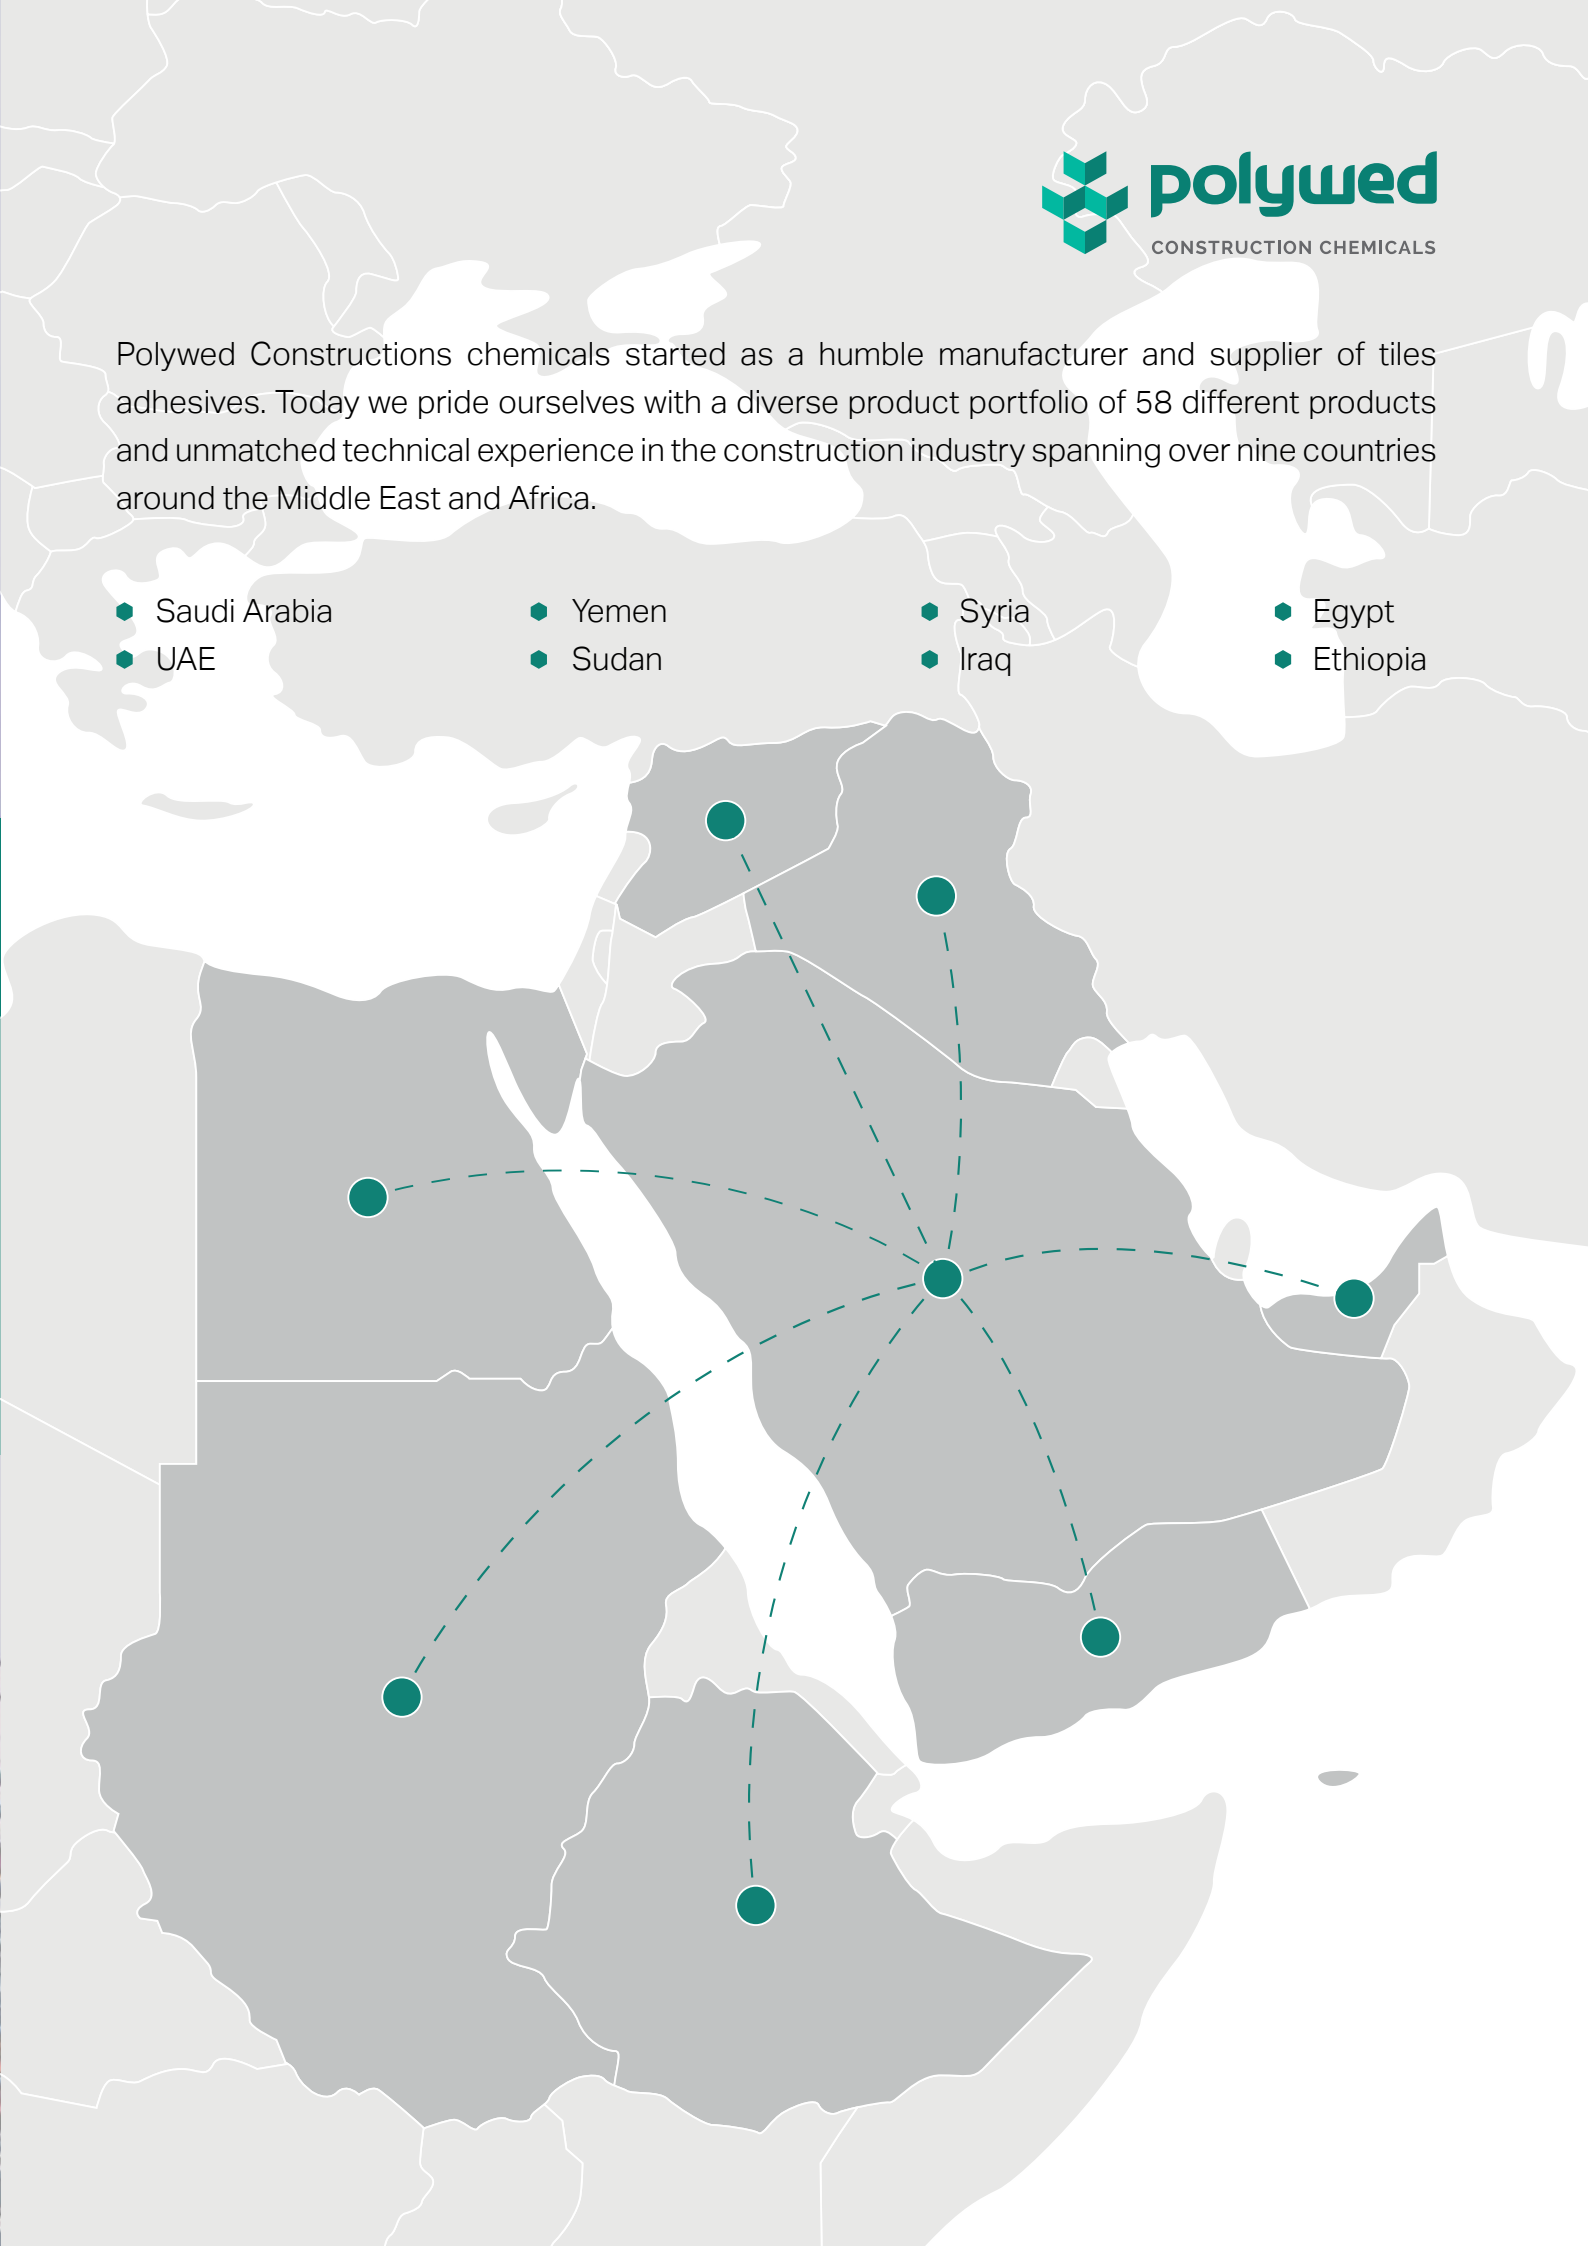 polywed
CONSTRUCTION CHEMICALS
Polywed Constructions chemicals started as a humble manufacturer and supplier of tiles
adhesives. Today we pride ourselves with a diverse product portfolio of 58 different products
and unmatched technical experience in the construction industry spanning over nine countries
around the Middle East and Africa.
Saudi Arabia
UAE
Yemen
Sudan
Syria
Iraq
Egypt
Ethiopia